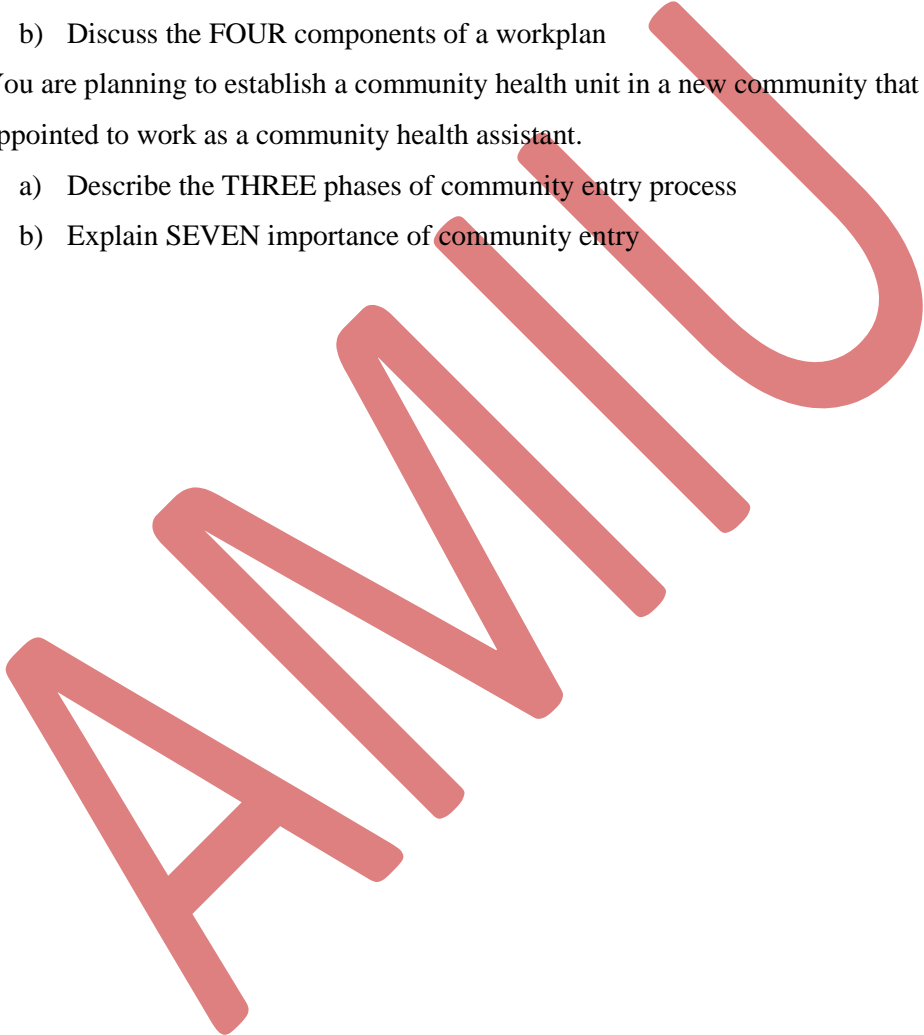 b) Discuss the FOUR components of a workplan
ou are planning to establish a community health unit in a new community that
ppointed to work as a community health assistant.
a) Describe the THREE phases of community entry process
b) Explain SEVEN importance of community entry
AMIU